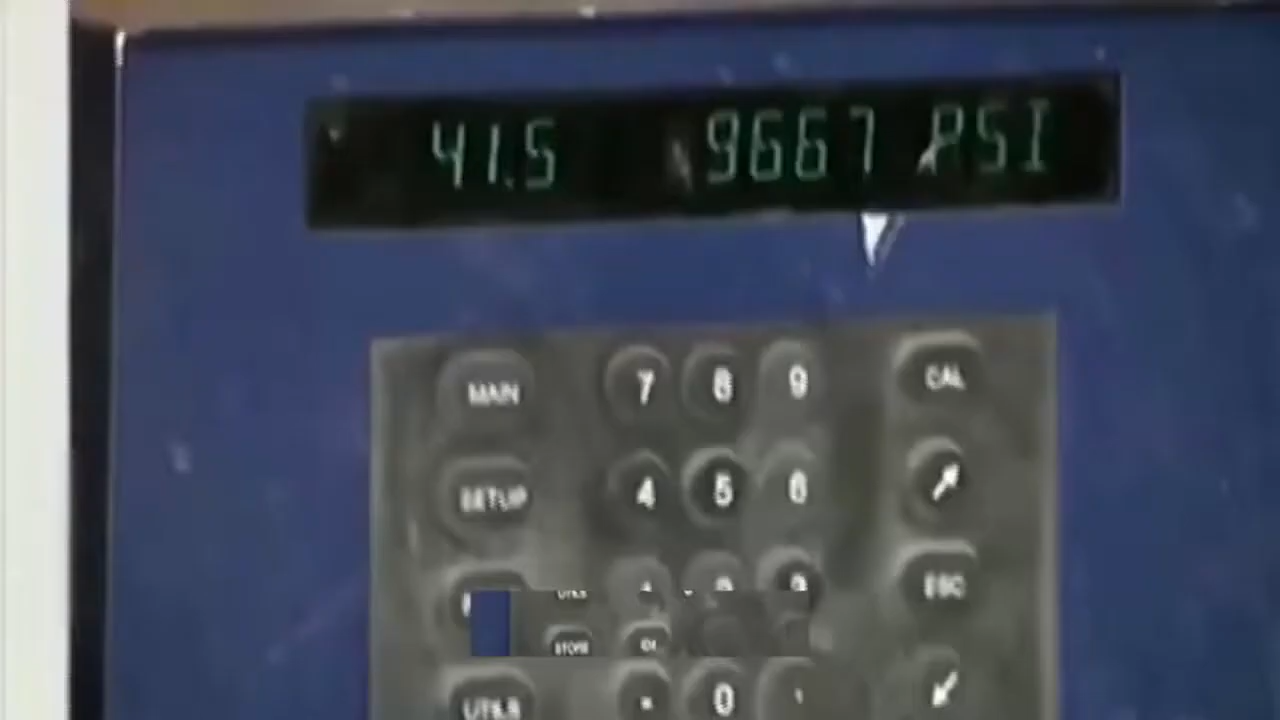 41.5 9667 PSI
MAIN 7 8 9 CAL
SETUP 4 5 6
ESC
STORE
UTILS 0